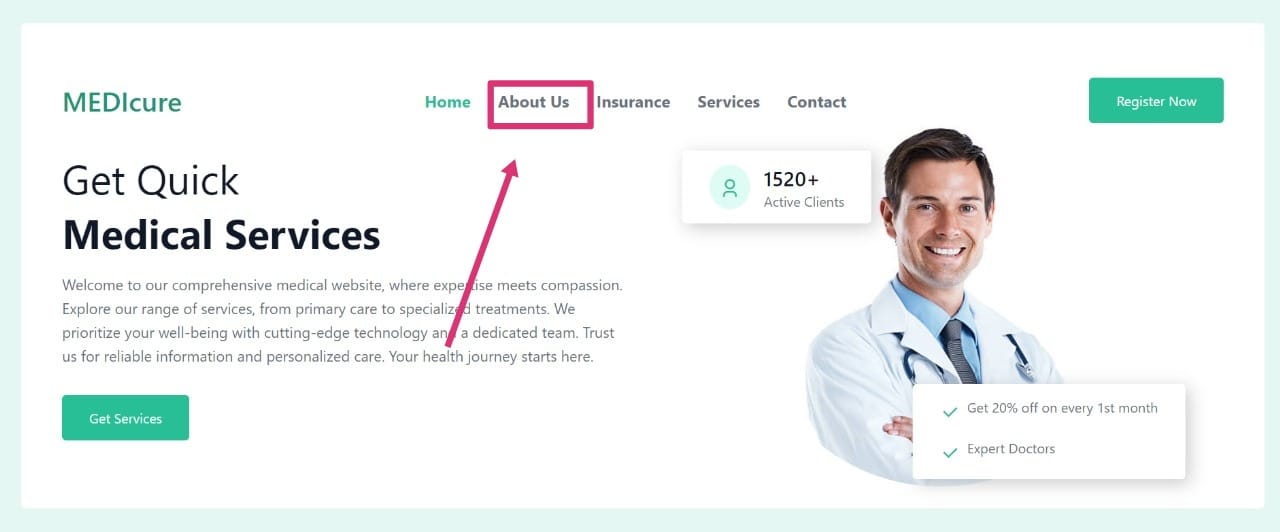 MEDIcure
Home About Us Insurance Services Contact
Register Now
Get Quick
Medical Services
Welcome to our comprehensive medical website, where expertise meets compassion.
Explore our range of services, from primary care to specialized treatments. We
prioritize your well-being with cutting-edge technology and a dedicated team. Trust
us for reliable information and personalized care. Your health journey starts here.
Get Services
1520+
Active Clients
Get 20% off on every 1st month
Expert Doctors